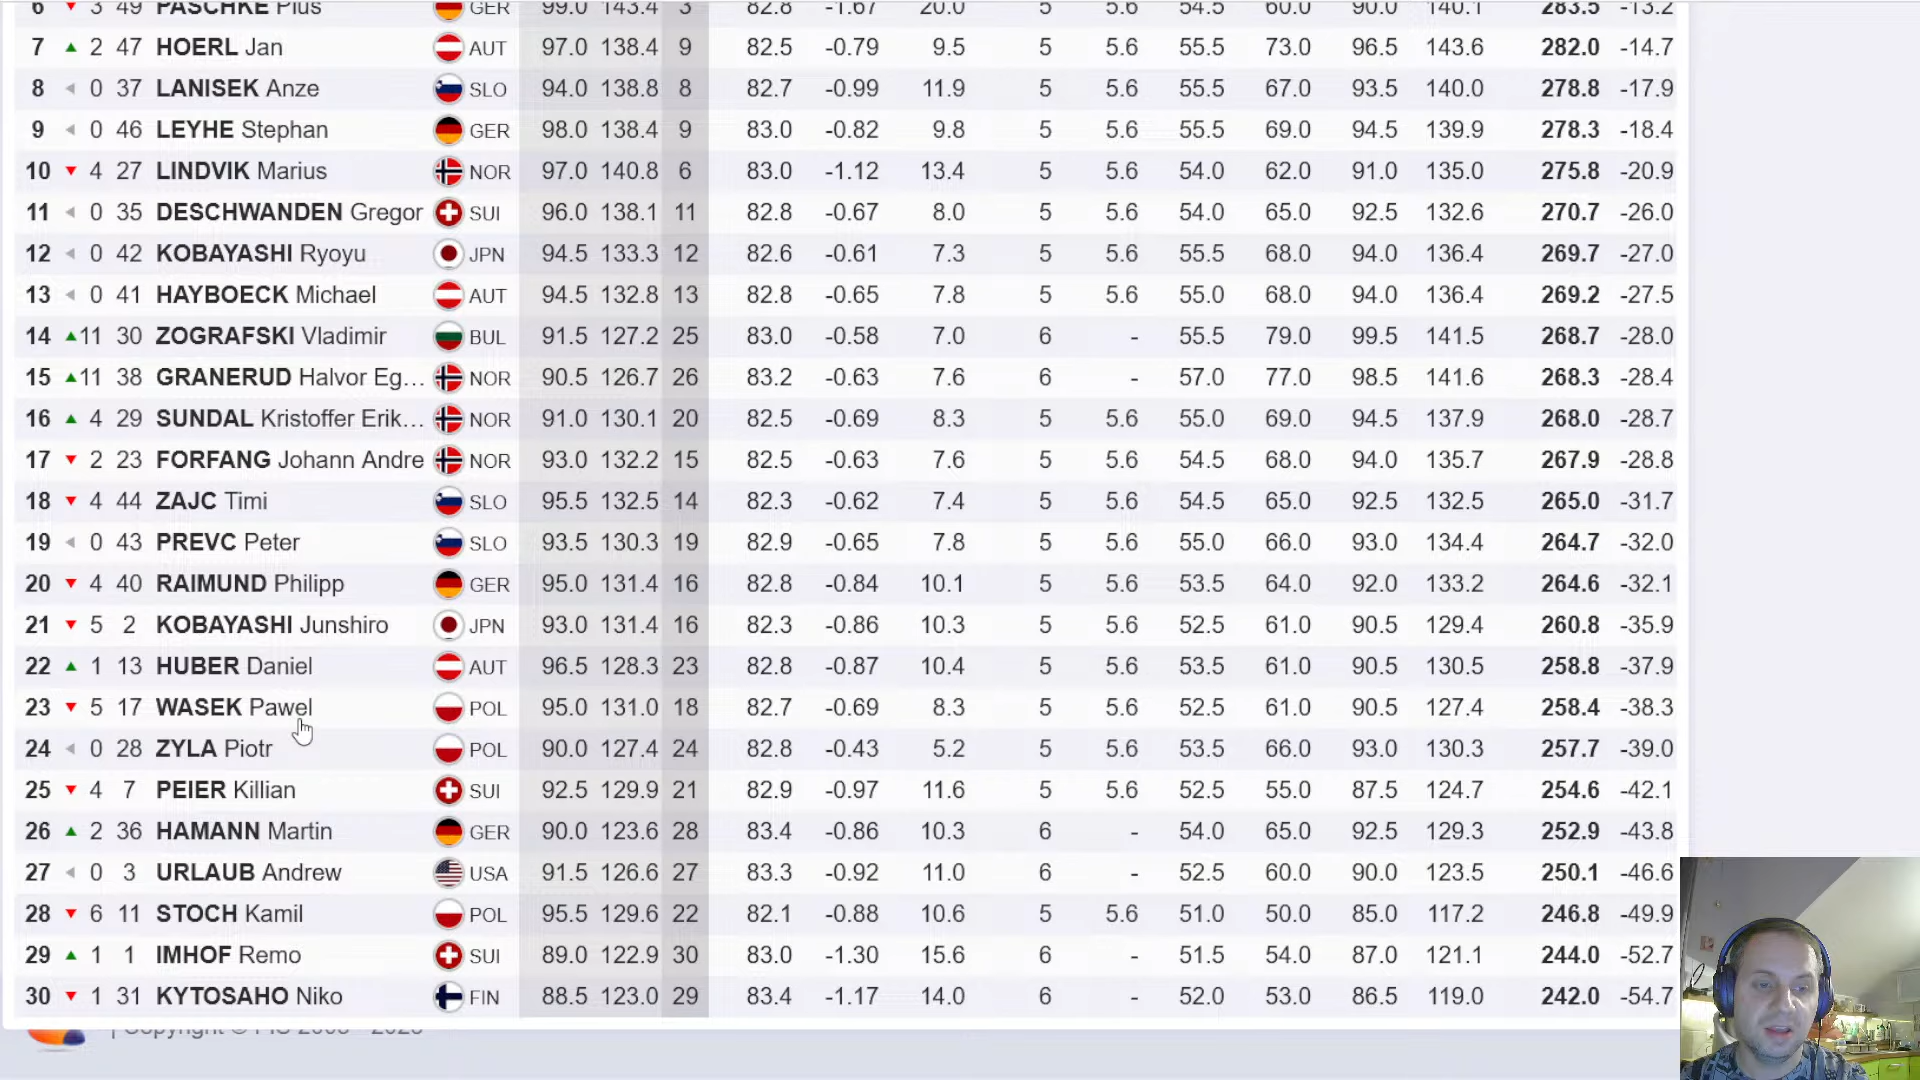 6 ▼ 3 49 PASCHKE Pius GER 99.0 143.4 3 82.8 -1.67 20.0 5 5.6 54.5 60.0 90.0 140.1 283.5 -13.2
7 ▲ 2 47 HOERL Jan AUT 97.0 138.4 9 82.5 -0.79 9.5 5 5.6 55.5 73.0 96.5 143.6 282.0 -14.7
8 ◄ 0 37 LANISEK Anze SLO 94.0 138.8 8 82.7 -0.99 11.9 5 5.6 55.5 67.0 93.5 140.0 278.8 -17.9
9 ◄ 0 46 LEYHE Stephan GER 98.0 138.4 9 83.0 -0.82 9.8 5 5.6 55.5 69.0 94.5 139.9 278.3 -18.4
10 ▼ 4 27 LINDVIK Marius NOR 97.0 140.8 6 83.0 -1.12 13.4 5 5.6 54.0 62.0 91.0 135.0 275.8 -20.9
11 ◄ 0 35 DESCHWANDEN Gregor SUI 96.0 138.1 11 82.8 -0.67 8.0 5 5.6 54.0 65.0 92.5 132.6 270.7 -26.0
12 ◄ 0 42 KOBAYASHI Ryoyu JPN 94.5 133.3 12 82.6 -0.61 7.3 5 5.6 55.5 68.0 94.0 136.4 269.7 -27.0
13 ◄ 0 41 HAYBOECK Michael AUT 94.5 132.8 13 82.8 -0.65 7.8 5 5.6 55.0 68.0 94.0 136.4 269.2 -27.5
14 ▲ 11 30 ZOGRAFSKI Vladimir BUL 91.5 127.2 25 83.0 -0.58 7.0 6 - 55.5 79.0 99.5 141.5 268.7 -28.0
15 ▲ 11 38 GRANERUD Halvor Eg... NOR 90.5 126.7 26 83.2 -0.63 7.6 6 - 57.0 77.0 98.5 141.6 268.3 -28.4
16 ▲ 4 29 SUNDAL Kristoffer Erik... NOR 91.0 130.1 20 82.5 -0.69 8.3 5 5.6 55.0 69.0 94.5 137.9 268.0 -28.7
17 ▼ 2 23 FORFANG Johann Andre NOR 93.0 132.2 15 82.5 -0.63 7.6 5 5.6 54.5 68.0 94.0 135.7 267.9 -28.8
18 ▼ 4 44 ZAJC Timi SLO 95.5 132.5 14 82.3 -0.62 7.4 5 5.6 54.5 65.0 92.5 132.5 265.0 -31.7
19 ◄ 0 43 PREVC Peter SLO 93.5 130.3 19 82.9 -0.65 7.8 5 5.6 55.0 66.0 93.0 134.4 264.7 -32.0
20 ▼ 4 40 RAIMUND Philipp GER 95.0 131.4 16 82.8 -0.84 10.1 5 5.6 53.5 64.0 92.0 133.2 264.6 -32.1
21 ▼ 5 2 KOBAYASHI Junshiro JPN 93.0 131.4 16 82.3 -0.86 10.3 5 5.6 52.5 61.0 90.5 129.4 260.8 -35.9
22 ▲ 1 13 HUBER Daniel AUT 96.5 128.3 23 82.8 -0.87 10.4 5 5.6 53.5 61.0 90.5 130.5 258.8 -37.9
23 ▼ 5 17 WASEK Pawel POL 95.0 131.0 18 82.7 -0.69 8.3 5 5.6 52.5 61.0 90.5 127.4 258.4 -38.3
24 ◄ 0 28 ZYLA Piotr POL 90.0 127.4 24 82.8 -0.43 5.2 5 5.6 53.5 66.0 93.0 130.3 257.7 -39.0
25 ▼ 4 7 PEIER Killian SUI 92.5 129.9 21 82.9 -0.97 11.6 5 5.6 52.5 55.0 87.5 124.7 254.6 -42.1
26 ▲ 2 36 HAMANN Martin GER 90.0 123.6 28 83.4 -0.86 10.3 6 - 54.0 65.0 92.5 129.3 252.9 -43.8
27 ◄ 0 3 URLAUB Andrew USA 91.5 126.6 27 83.3 -0.92 11.0 6 - 52.5 60.0 90.0 123.5 250.1 -46.6
28 ▼ 6 11 STOCH Kamil POL 95.5 129.6 22 82.1 -0.88 10.6 5 5.6 51.0 50.0 85.0 117.2 246.8 -49.9
29 ▲ 1 1 IMHOF Remo SUI 89.0 122.9 30 83.0 -1.30 15.6 6 - 51.5 54.0 87.0 121.1 244.0 -52.7
30 ▼ 1 31 KYTOSAHO Niko FIN 88.5 123.0 29 83.4 -1.17 14.0 6 - 52.0 53.0 86.5 119.0 242.0 -54.7
| Copyright © FIS